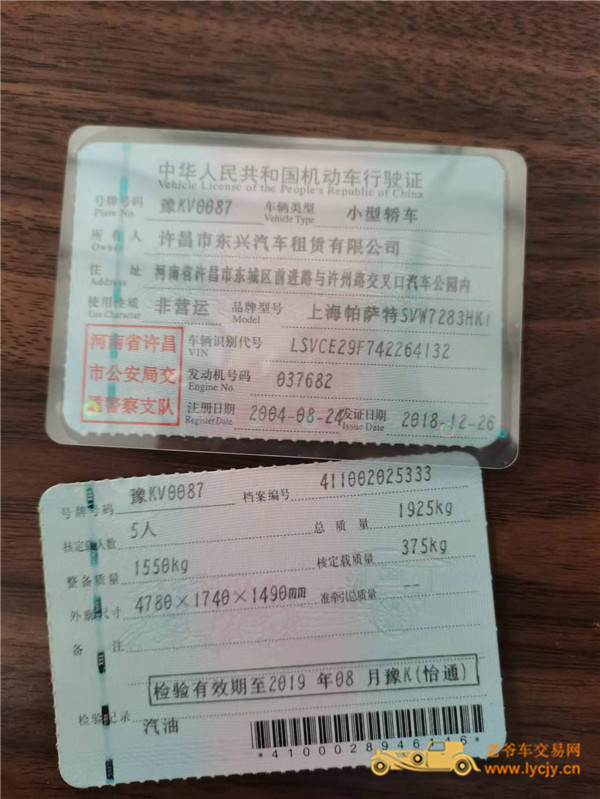 中华人民共和国机动车行驶证
Vehicle License of the People's Republic of China
号牌号码 豫KV0087 车辆类型 小型轿车
Plate No. Vehicle Type
所有人 许昌市东兴汽车租赁有限公司
Owner
住址 河南省许昌市东城区前进路与许州路交叉口汽车公园内
Address
使用性质 非营运 品牌型号 上海帕萨特SVW7283HKI
Use Character Model
河南省许昌
市公安局交
通警察支队
车辆识别代号 LSVCE29F742264132
VIN
发动机号码 037682
Engine No.
注册日期 2004-08-24 发证日期 2018-12-26
Register Date Issue Date
号牌号码 豫KV0087 档案编号 411002025333
核定载人数 5人 总质量 1925kg
整备质量 1550kg 核定载质量 375kg
外廓尺寸 4780×1740×1490mm 准牵引总质量 --
备注
检验有效期至2019 年08 月豫K(怡通)
检验记录
汽油
*4100028946446*
老爷车交易网
www.lycjy.cn